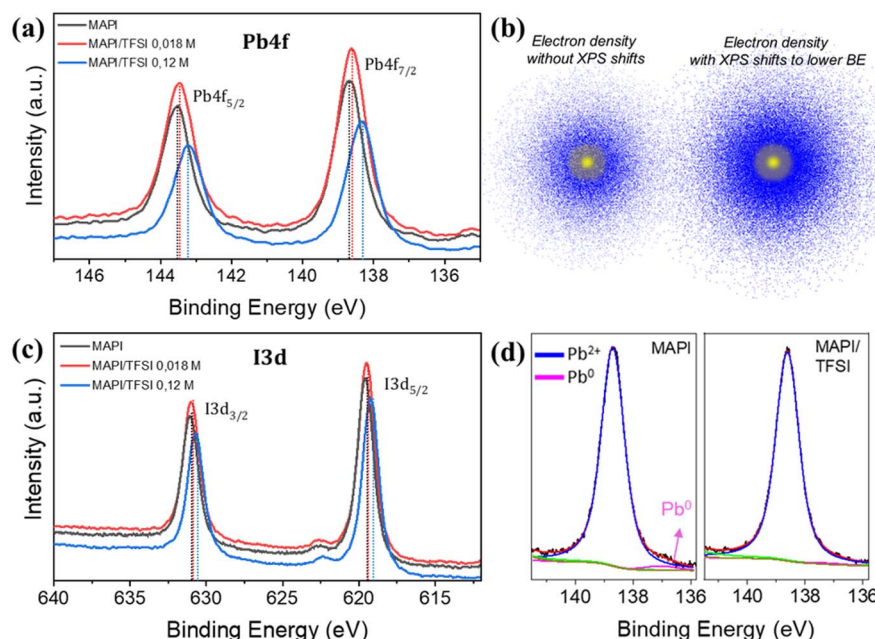 (a)
MAPI
MAPI/TFSI 0,018 M
MAPI/TFSI 0,12 M
Pb4f
Pb4f5/2
Pb4f7/2
Intensity (a.u.)
146 144 142 140 138 136
Binding Energy (eV)
(b)
Electron density
without XPS shifts
Electron density
with XPS shifts to lower BE
(c)
MAPI
MAPI/TFSI 0,018 M
MAPI/TFSI 0,12 M
I3d
I3d3/2
I3d5/2
Intensity (a.u.)
640 635 630 625 620 615
Binding Energy (eV)
(d)
Pb2+
Pb0
MAPI
Pb0
MAPI/
TFSI
140 138 136
140 138 136
Binding Energy (eV)